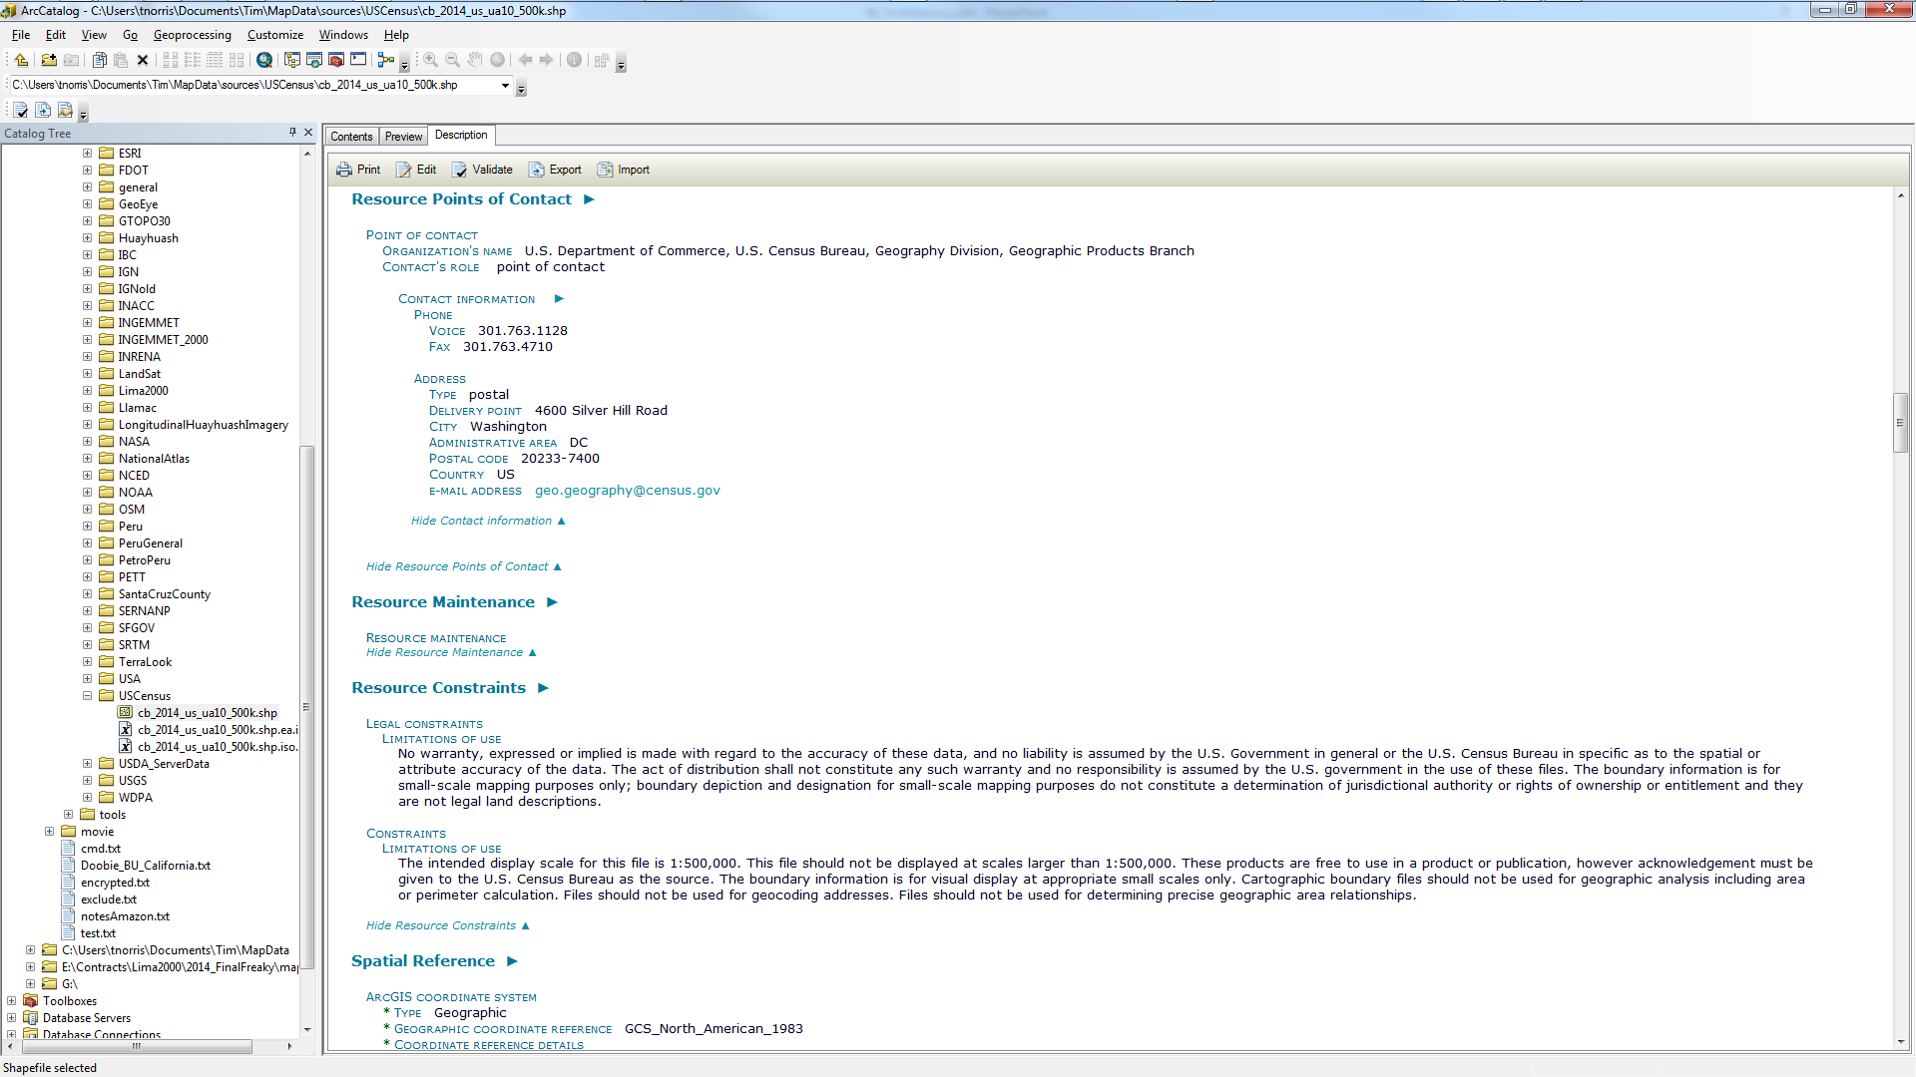 ArcCatalog - C:\Users\tnorris\Documents\Tim\MapData\sources\USCensus\cb_2014_us_ua10_500k.shp
File Edit View Go Geoprocessing Customize Windows Help
C:\Users\tnorris\Documents\Tim\MapData\sources\USCensus\cb_2014_us_ua10_500k.shp
Catalog Tree
ESRI
FDOT
general
GeoEye
GTOPO30
Huayhuash
IBC
IGN
IGNold
INACC
INGEMMET
INGEMMET_2000
INRENA
LandSat
Lima2000
Llamac
LongitudinalHuayhuashImagery
NASA
NationalAtlas
NCED
NOAA
OSM
Peru
PeruGeneral
PetroPeru
PETT
SantaCruzCounty
SERNANP
SFGOV
SRTM
TerraLook
USA
USCensus
cb_2014_us_ua10_500k.shp
cb_2014_us_ua10_500k.shp.ea.i
cb_2014_us_ua10_500k.shp.iso.
USDA_ServerData
USGS
WDPA
tools
movie
cmd.txt
Doobie_BU_California.txt
encrypted.txt
exclude.txt
notesAmazon.txt
test.txt
C:\Users\tnorris\Documents\Tim\MapData
E:\Contracts\Lima2000\2014_FinalFreaky\map
G:\
Toolboxes
Database Servers
Database Connections
Contents Preview Description
Print Edit Validate Export Import
Resource Points of Contact ►
POINT OF CONTACT
ORGANIZATION'S NAME U.S. Department of Commerce, U.S. Census Bureau, Geography Division, Geographic Products Branch
CONTACT'S ROLE point of contact
CONTACT INFORMATION ►
PHONE
VOICE 301.763.1128
FAX 301.763.4710
ADDRESS
TYPE postal
DELIVERY POINT 4600 Silver Hill Road
CITY Washington
ADMINISTRATIVE AREA DC
POSTAL CODE 20233-7400
COUNTRY US
E-MAIL ADDRESS geo.geography@census.gov
Hide Contact information ▲
Hide Resource Points of Contact ▲
Resource Maintenance ►
RESOURCE MAINTENANCE
Hide Resource Maintenance ▲
Resource Constraints ►
LEGAL CONSTRAINTS
LIMITATIONS OF USE
No warranty, expressed or implied is made with regard to the accuracy of these data, and no liability is assumed by the U.S. Government in general or the U.S. Census Bureau in specific as to the spatial or
attribute accuracy of the data. The act of distribution shall not constitute any such warranty and no responsibility is assumed by the U.S. government in the use of these files. The boundary information is for
small-scale mapping purposes only; boundary depiction and designation for small-scale mapping purposes do not constitute a determination of jurisdictional authority or rights of ownership or entitlement and they
are not legal land descriptions.
CONSTRAINTS
LIMITATIONS OF USE
The intended display scale for this file is 1:500,000. This file should not be displayed at scales larger than 1:500,000. These products are free to use in a product or publication, however acknowledgement must be
given to the U.S. Census Bureau as the source. The boundary information is for visual display at appropriate small scales only. Cartographic boundary files should not be used for geographic analysis including area
or perimeter calculation. Files should not be used for geocoding addresses. Files should not be used for determining precise geographic area relationships.
Hide Resource Constraints ▲
Spatial Reference ►
ARCGIS COORDINATE SYSTEM
* TYPE Geographic
* GEOGRAPHIC COORDINATE REFERENCE GCS_North_American_1983
* COORDINATE REFERENCE DETAILS
Shapefile selected